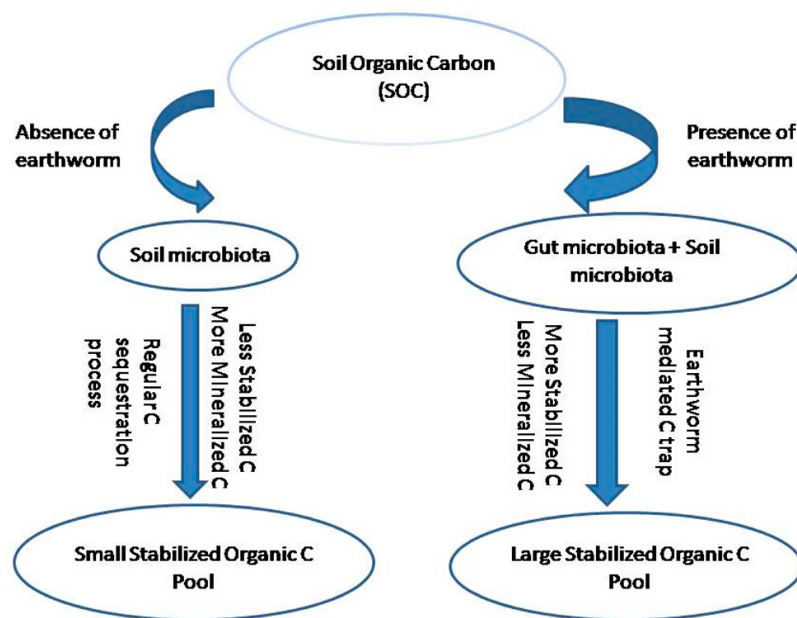 Soil Organic Carbon
(SOC)
Absence of
earthworm
Presence of
earthworm
Soil microbiota
Gut microbiota + Soil
microbiota
Regular C
sequestration
process
Less Stabilized C
More Mineralized C
More Stabilized C
Less Mineralized C
Earthworm
mediated C trap
Small Stabilized Organic C
Pool
Large Stabilized Organic C
Pool